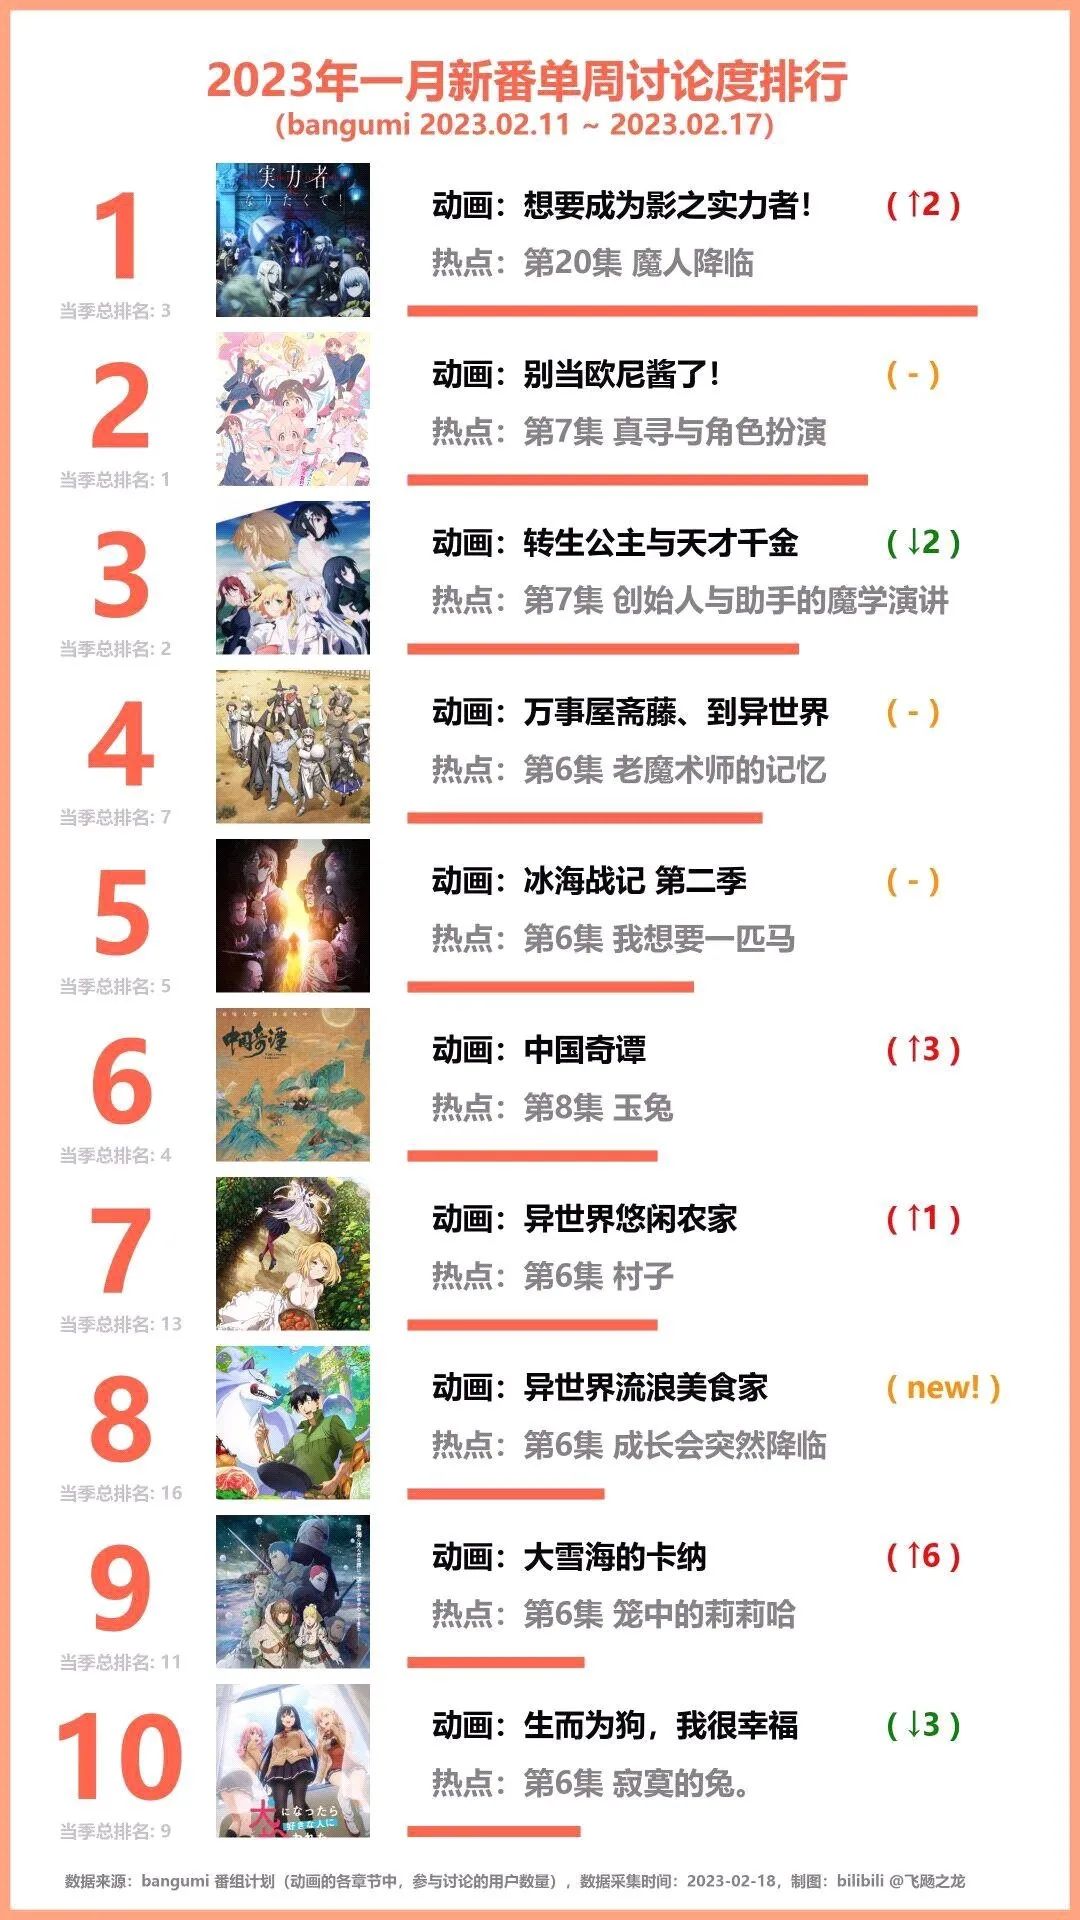 2023年一月新番单周讨论度排行
(bangumi 2023.02.11 ~ 2023.02.17)
1
当季总排名: 3
実力者
なりたくて!
动画：想要成为影之实力者！ ( ↑2 )
热点：第20集 魔人降临
2
当季总排名: 1
动画：别当欧尼酱了！ ( - )
热点：第7集 真寻与角色扮演
3
当季总排名: 2
动画：转生公主与天才千金 ( ↓2 )
热点：第7集 创始人与助手的魔学演讲
4
当季总排名: 7
动画：万事屋斋藤、到异世界 ( - )
热点：第6集 老魔术师的记忆
5
当季总排名: 5
动画：冰海战记 第二季 ( - )
热点：第6集 我想要一匹马
6
当季总排名: 4
中国奇谭
动画：中国奇谭 ( ↑3 )
热点：第8集 玉兔
7
当季总排名: 13
动画：异世界悠闲农家 ( ↑1 )
热点：第6集 村子
8
当季总排名: 16
动画：异世界流浪美食家 ( new! )
热点：第6集 成长会突然降临
9
当季总排名: 11
动画：大雪海的卡纳 ( ↑6 )
热点：第6集 笼中的莉莉哈
10
当季总排名: 9
犬になったら
好きな人に
动画：生而为狗，我很幸福 ( ↓3 )
热点：第6集 寂寞的兔。
数据来源：bangumi 番组计划（动画的各章节中，参与讨论的用户数量），数据采集时间：2023-02-18，制图：bilibili @飞飏之龙